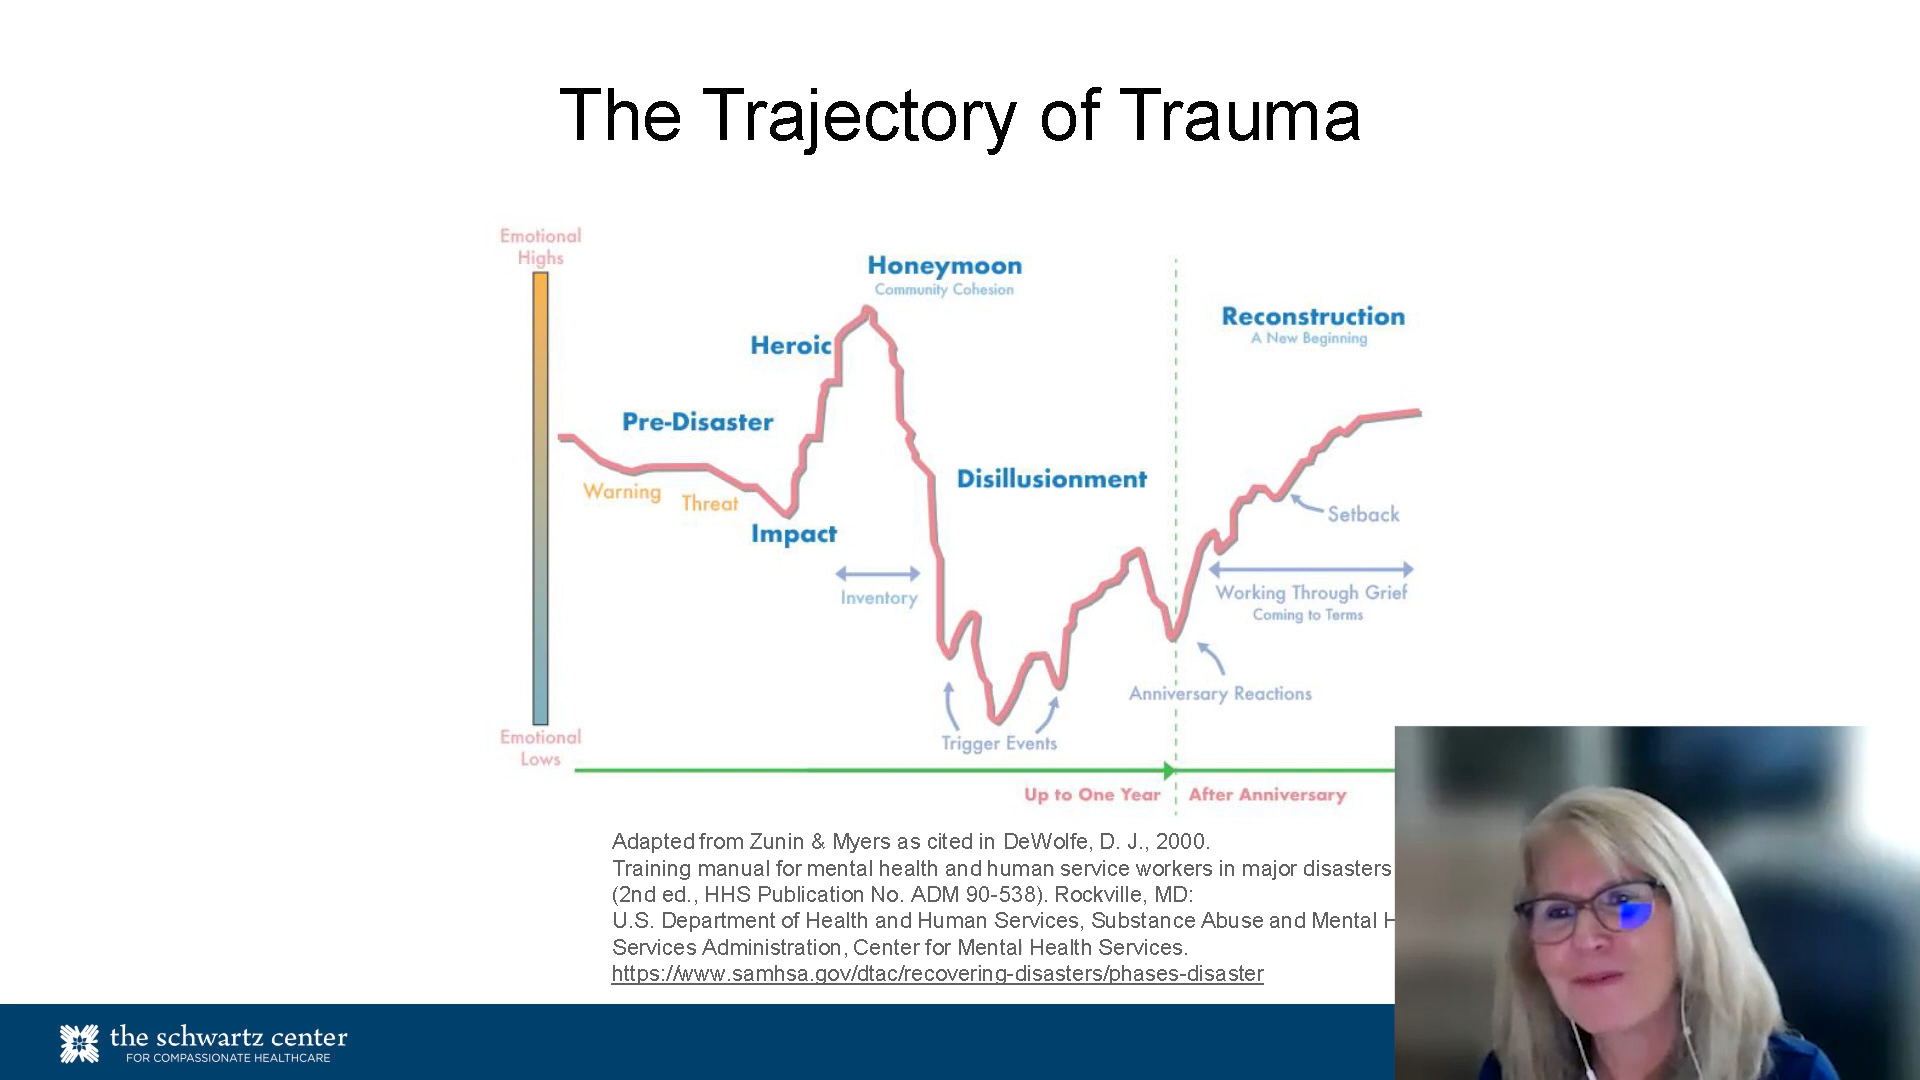 The Trajectory of Trauma
Emotional
Highs
Honeymoon
Community Cohesion
Reconstruction
A New Beginning
Heroic
Pre-Disaster
Disillusionment
Warning
Threat
Setback
Impact
Inventory
Working Through Grief
Coming to Terms
Anniversary Reactions
Trigger Events
Emotional
Lows
Up to One Year
After Anniversary
Adapted from Zunin & Myers as cited in DeWolfe, D. J., 2000.
Training manual for mental health and human service workers in major disasters
(2nd ed., HHS Publication No. ADM 90-538). Rockville, MD:
U.S. Department of Health and Human Services, Substance Abuse and Mental H
Services Administration, Center for Mental Health Services.
https://www.samhsa.gov/dtac/recovering-disasters/phases-disaster
the schwartz center
FOR COMPASSIONATE HEALTHCARE